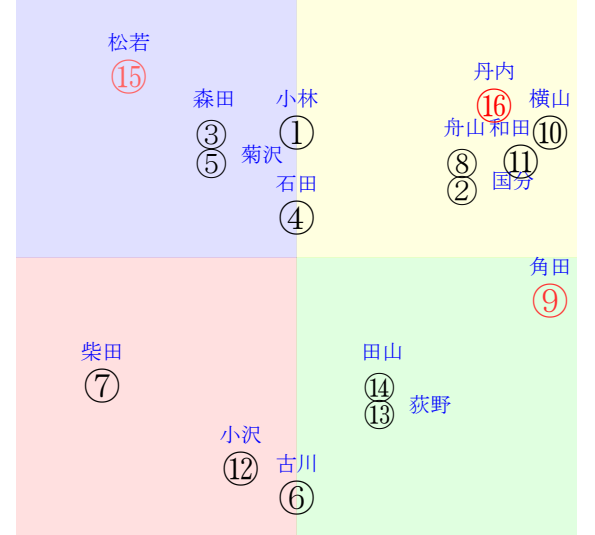 松若
⑮
丹内
⑯
森田
小林
横山
③
①
舟山
和田
⑩
⑤
菊沢
⑧
⑪
石田
②
国分
④
角田
⑨
柴田
田山
⑦
⑭
⑬
荻野
小沢
⑫
古川
⑥